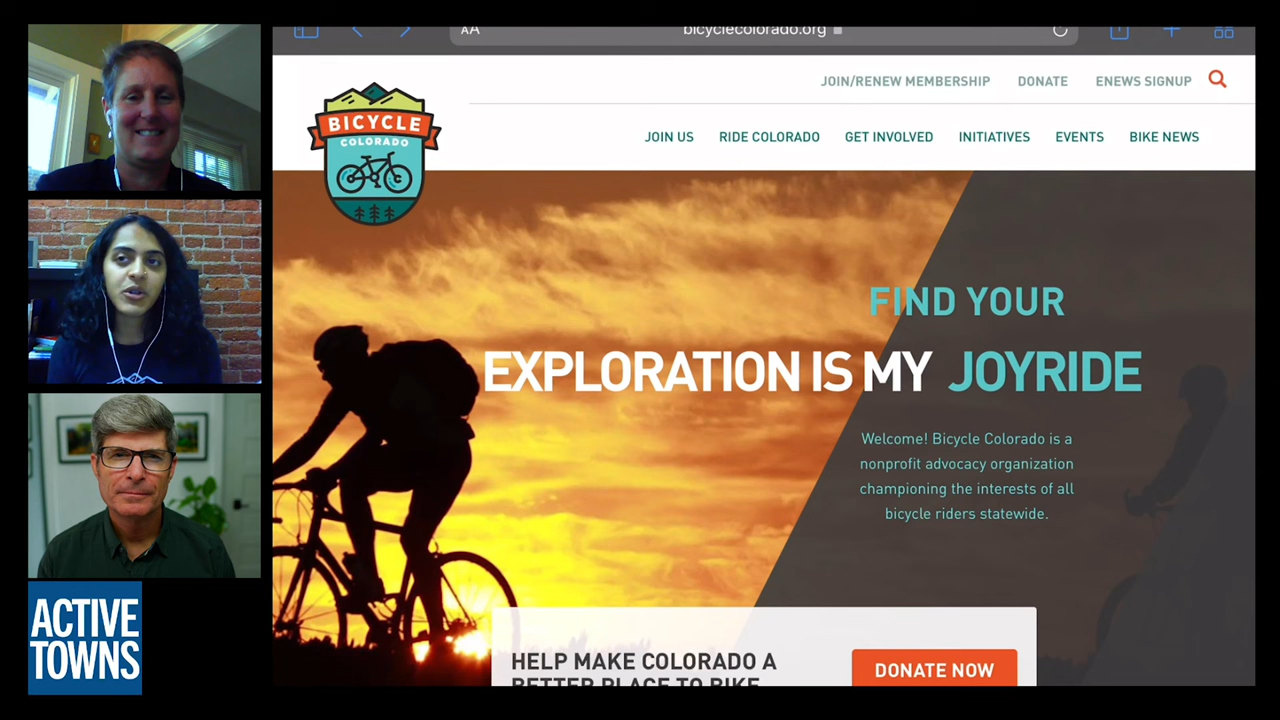 AA
bicyclecolorado.org
JOIN/RENEW MEMBERSHIP DONATE ENEWS SIGNUP
BICYCLE
COLORADO
JOIN US RIDE COLORADO GET INVOLVED INITIATIVES EVENTS BIKE NEWS
FIND YOUR
EXPLORATION IS MY JOYRIDE
Welcome! Bicycle Colorado is a
nonprofit advocacy organization
championing the interests of all
bicycle riders statewide.
HELP MAKE COLORADO A
BETTER PLACE TO BIKE
DONATE NOW
ACTIVE
TOWNS